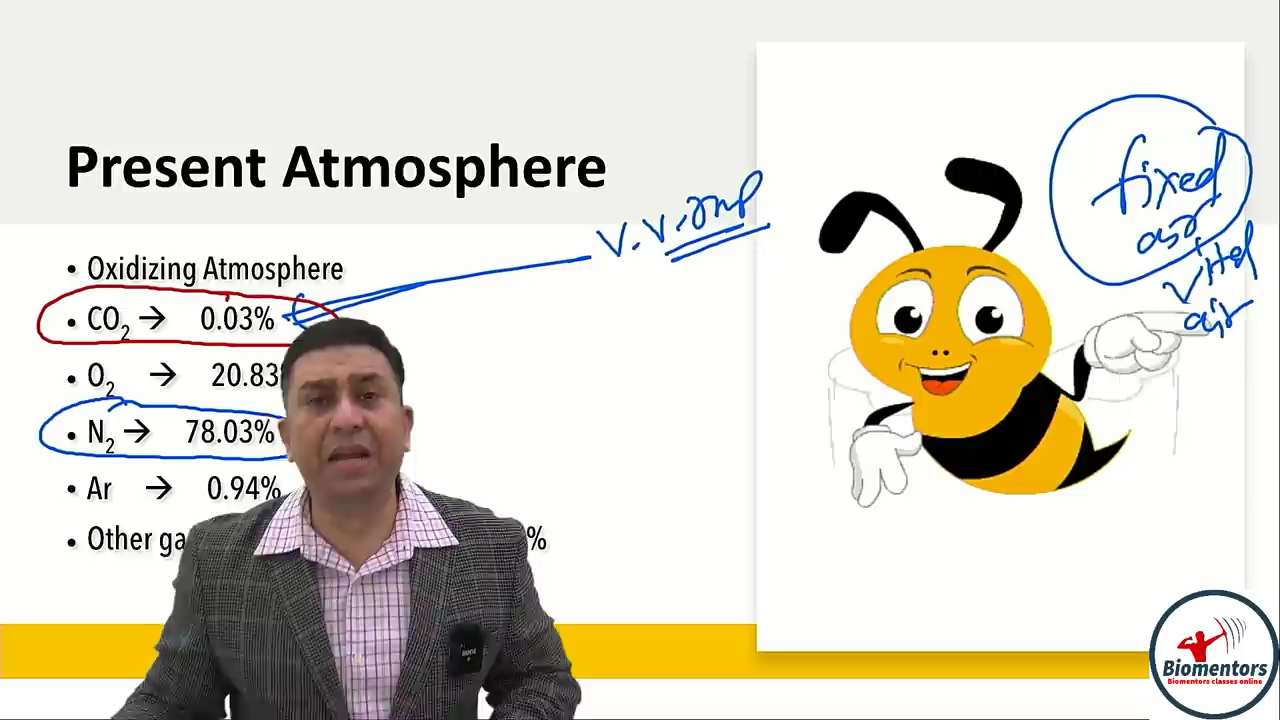 Present Atmosphere
• Oxidizing Atmosphere
• CO₂ → 0.03%
• O₂ → 20.83
• N₂ → 78.03%
• Ar → 0.94%
• Other ga %
V. V. Imp
fixed
air
Vital
air
Biomentors
Biomentors classes online